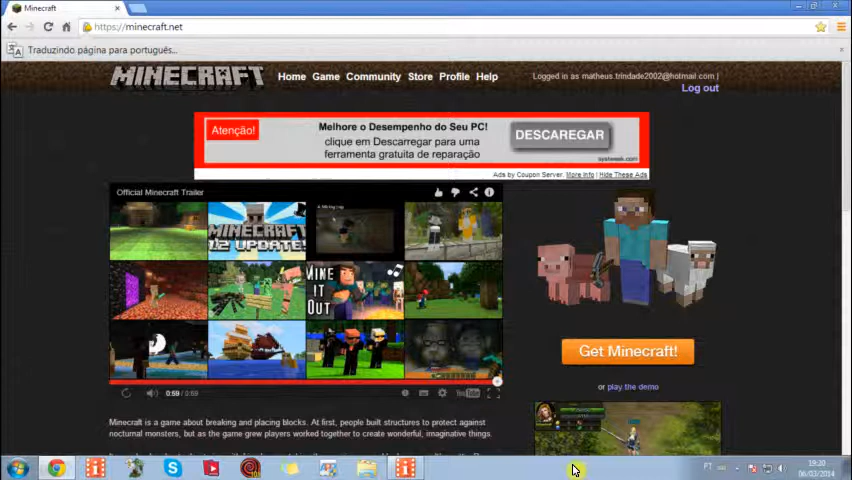 Minecraft
https://minecraft.net
Traduzindo página para português...
MINECRAFT
Home Game Community Store Profile Help
Logged in as matheus.trindade2002@hotmail.com |
Log out
Atenção!
Melhore o Desempenho do Seu PC!
clique em Descarregar para uma
ferramenta gratuita de reparação
DESCARREGAR
systweak.com
Ads by Coupon Server. More Info | Hide These Ads
Official Minecraft Trailer
MINECRAFT
1.2 UPDATE!
MINE
IT
OUT
Get Minecraft!
or play the demo
0:59 / 0:59
YouTube
Minecraft is a game about breaking and placing blocks. At first, people built structures to protect against
nocturnal monsters, but as the game grew players worked together to create wonderful, imaginative things.
PT
19:20
06/03/2014